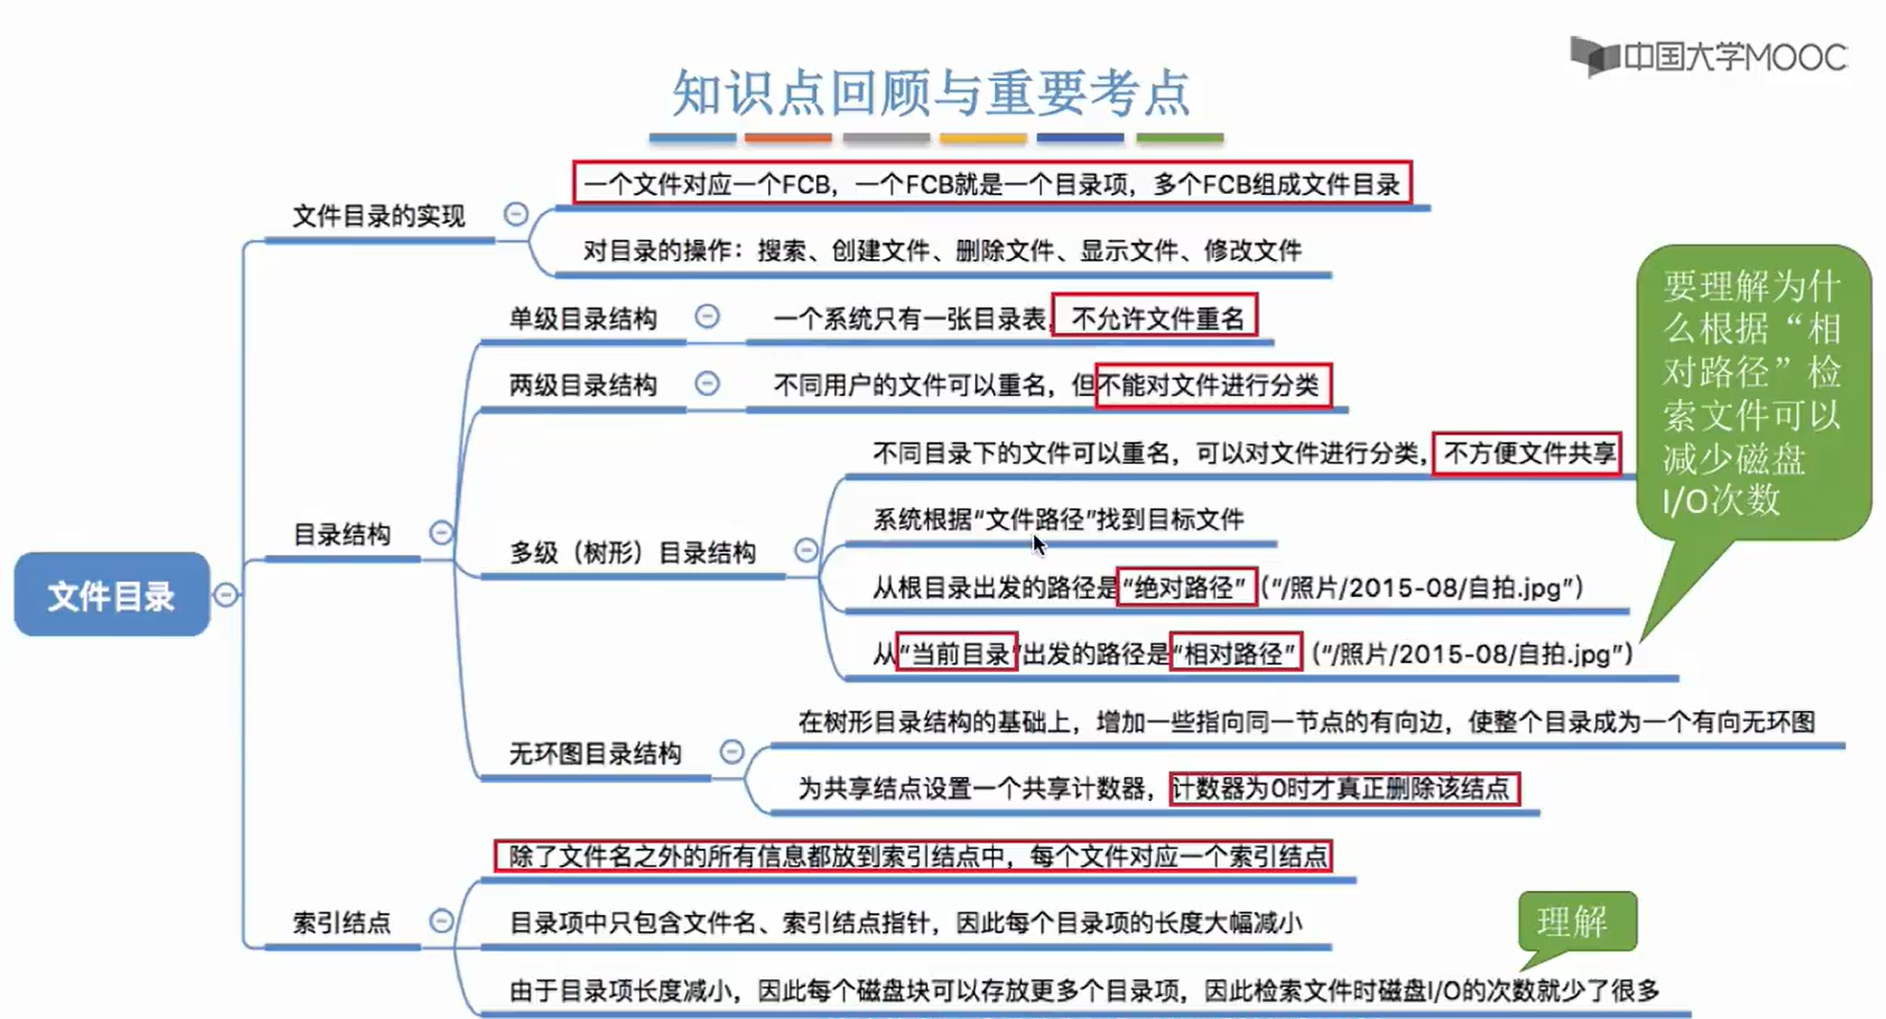 中国大学MOOC
知识点回顾与重要考点
文件目录
文件目录的实现
一个文件对应一个FCB，一个FCB就是一个目录项，多个FCB组成文件目录
对目录的操作：搜索、创建文件、删除文件、显示文件、修改文件
目录结构
单级目录结构
一个系统只有一张目录表，不允许文件重名
两级目录结构
不同用户的文件可以重名，但不能对文件进行分类
多级（树形）目录结构
不同目录下的文件可以重名，可以对文件进行分类，不方便文件共享
系统根据“文件路径”找到目标文件
从根目录出发的路径是“绝对路径”（“/照片/2015-08/自拍.jpg”）
从“当前目录”出发的路径是“相对路径”（“/照片/2015-08/自拍.jpg”）
要理解为什
么根据“相
对路径”检
索文件可以
减少磁盘
I/O次数
无环图目录结构
在树形目录结构的基础上，增加一些指向同一节点的有向边，使整个目录成为一个有向无环图
为共享结点设置一个共享计数器，计数器为0时才真正删除该结点
索引结点
除了文件名之外的所有信息都放到索引结点中，每个文件对应一个索引结点
目录项中只包含文件名、索引结点指针，因此每个目录项的长度大幅减小
由于目录项长度减小，因此每个磁盘块可以存放更多个目录项，因此检索文件时磁盘I/O的次数就少了很多
理解